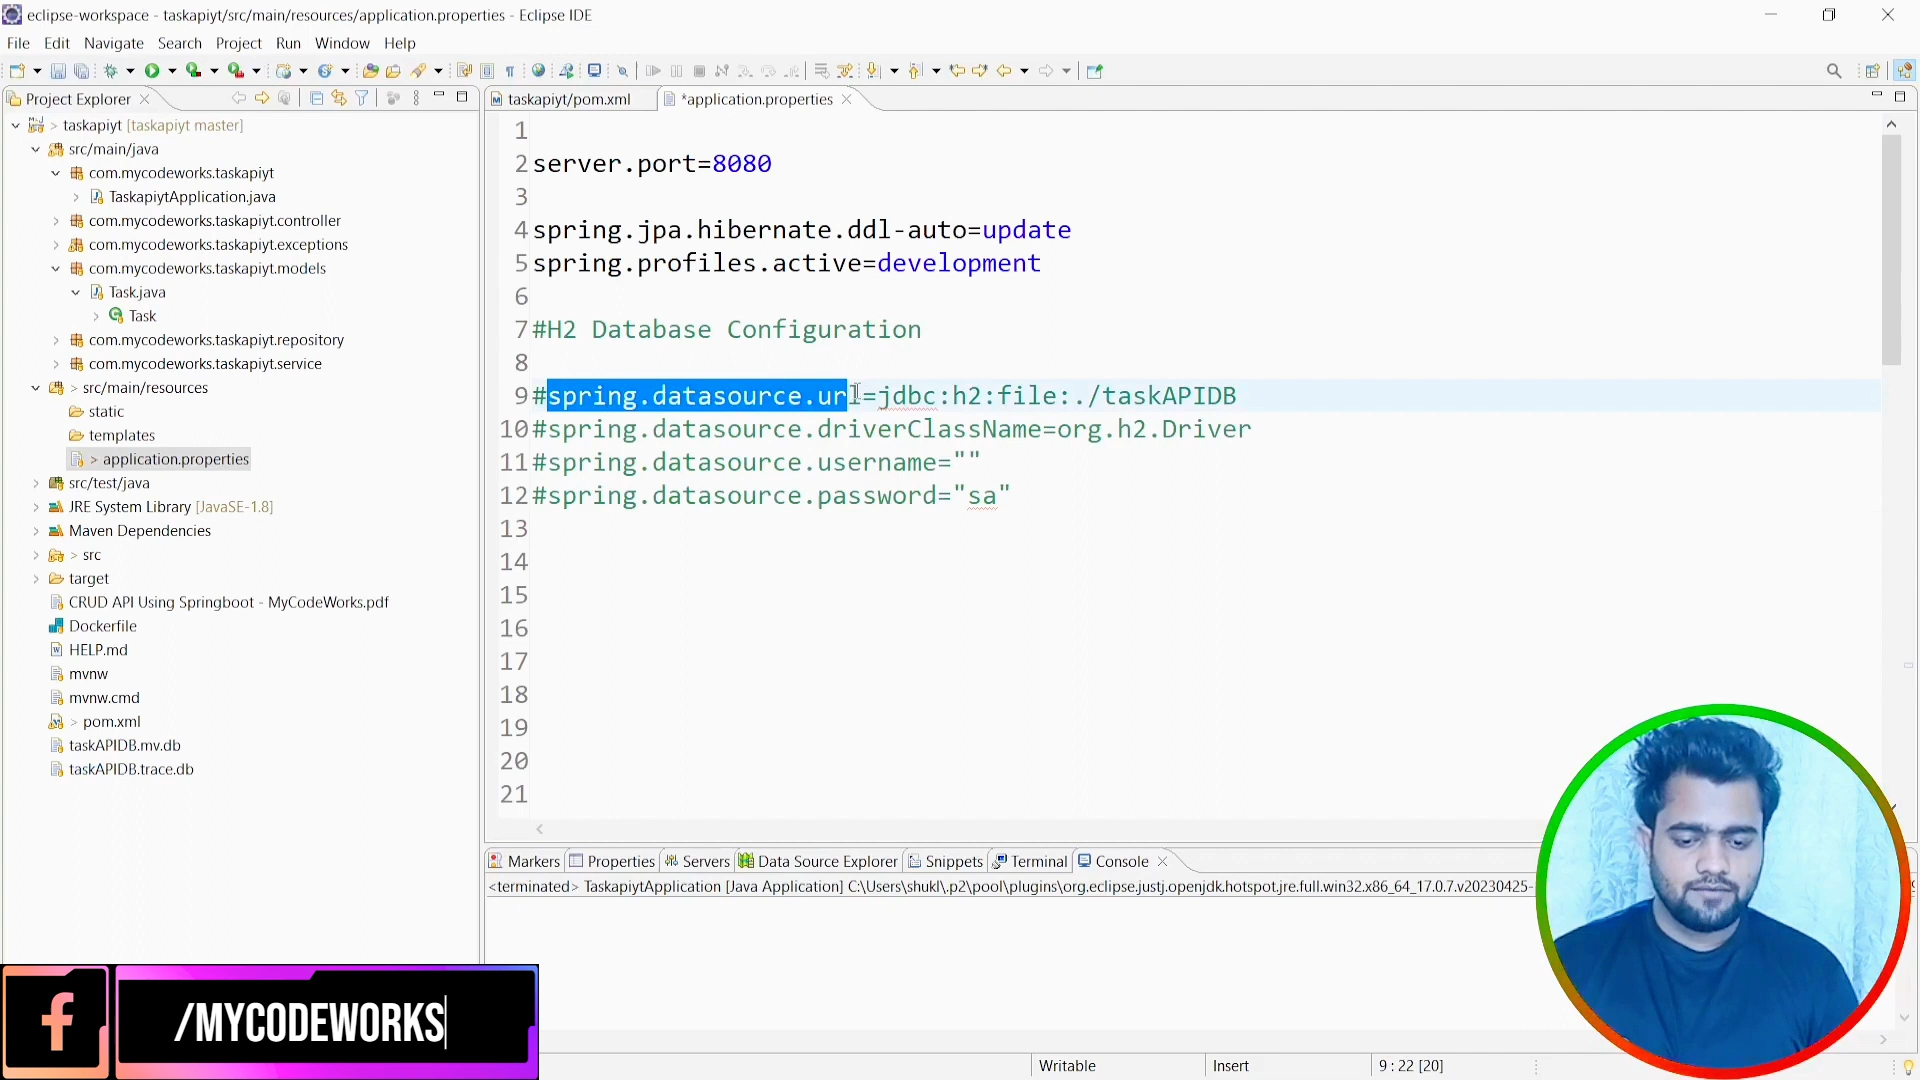 eclipse-workspace - taskapiyt/src/main/resources/application.properties - Eclipse IDE
File Edit Navigate Search Project Run Window Help
Project Explorer
taskapiyt/pom.xml
*application.properties
> taskapiyt [taskapiyt master]
src/main/java
com.mycodeworks.taskapiyt
TaskapiytApplication.java
com.mycodeworks.taskapiyt.controller
com.mycodeworks.taskapiyt.exceptions
com.mycodeworks.taskapiyt.models
Task.java
Task
com.mycodeworks.taskapiyt.repository
com.mycodeworks.taskapiyt.service
> src/main/resources
static
templates
> application.properties
src/test/java
JRE System Library [JavaSE-1.8]
Maven Dependencies
> src
target
CRUD API Using Springboot - MyCodeWorks.pdf
Dockerfile
HELP.md
mvnw
mvnw.cmd
> pom.xml
taskAPIDB.mv.db
taskAPIDB.trace.db
1
2 server.port=8080
3
4 spring.jpa.hibernate.ddl-auto=update
5 spring.profiles.active=development
6
7 #H2 Database Configuration
8
9 #spring.datasource.url=jdbc:h2:file:./taskAPIDB
10 #spring.datasource.driverClassName=org.h2.Driver
11 #spring.datasource.username=""
12 #spring.datasource.password="sa"
13
14
15
16
17
18
19
20
21
Markers Properties Servers Data Source Explorer Snippets Terminal Console
<terminated> TaskapiytApplication [Java Application] C:\Users\shukl\.p2\pool\plugins\org.eclipse.justj.openjdk.hotspot.jre.full.win32.x86_64_17.0.7.v20230425-
/MYCODEWORKS
Writable
Insert
9 : 22 [20]